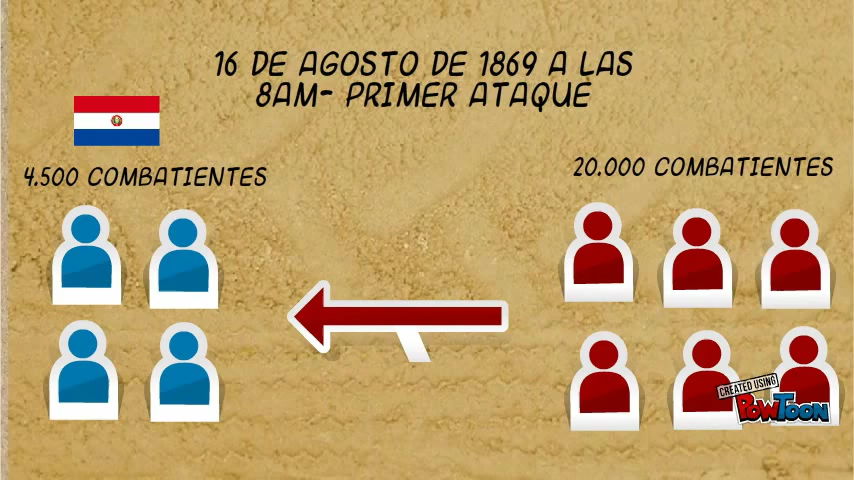 16 DE AGOSTO DE 1869 A LAS
8AM- PRIMER ATAQUE
4.500 COMBATIENTES
20.000 COMBATIENTES
CREATED USING
POWTOON